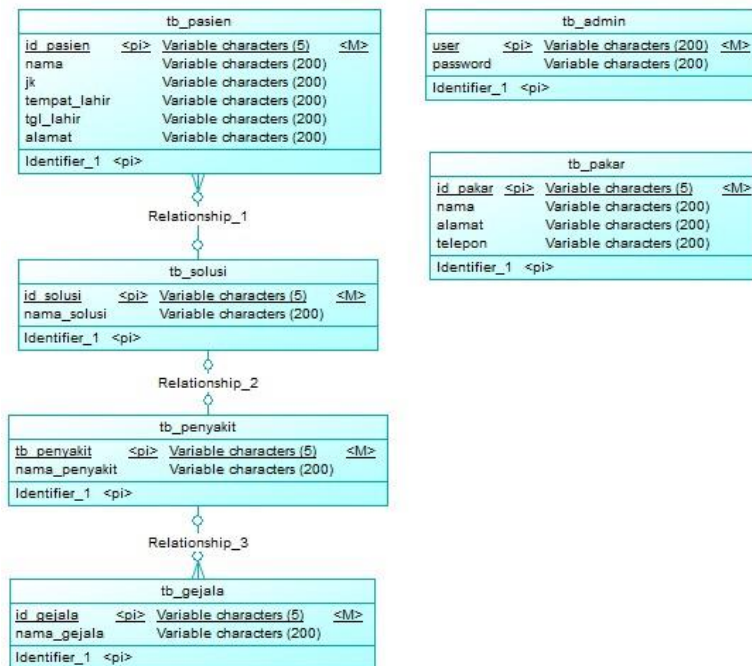 tb_pasien
id_pasien <pi> Variable characters (5) <M>
nama Variable characters (200)
jk Variable characters (200)
tempat_lahir Variable characters (200)
tgl_lahir Variable characters (200)
alamat Variable characters (200)
Identifier_1 <pi>
tb_admin
user <pi> Variable characters (200) <M>
password Variable characters (200)
Identifier_1 <pi>
tb_pakar
id_pakar <pi> Variable characters (5) <M>
nama Variable characters (200)
alamat Variable characters (200)
telepon Variable characters (200)
Identifier_1 <pi>
Relationship_1
tb_solusi
id_solusi <pi> Variable characters (5) <M>
nama_solusi Variable characters (200)
Identifier_1 <pi>
Relationship_2
tb_penyakit
tb_penyakit <pi> Variable characters (5) <M>
nama_penyakit Variable characters (200)
Identifier_1 <pi>
Relationship_3
tb_gejala
id_gejala <pi> Variable characters (5) <M>
nama_gejala Variable characters (200)
Identifier_1 <pi>